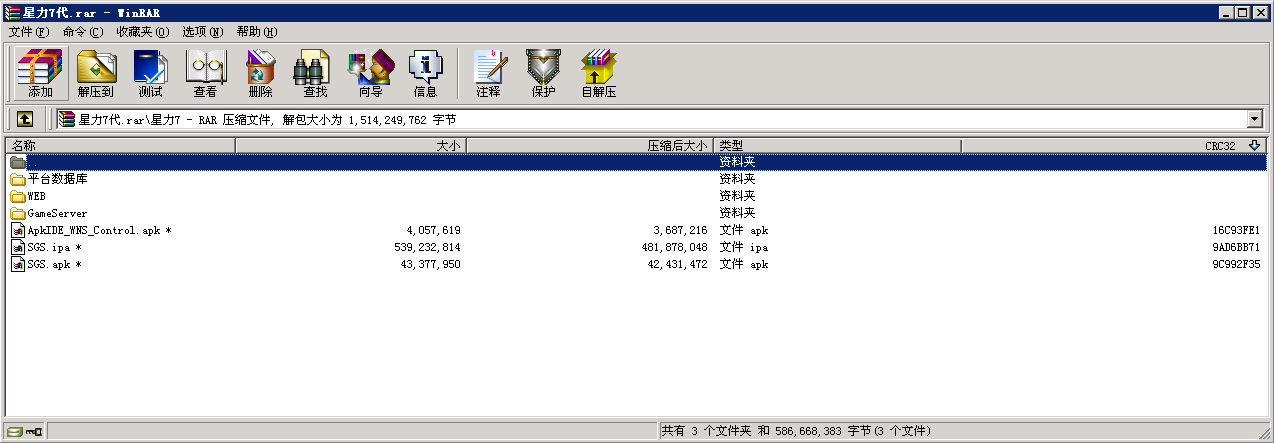 星力7代.rar - WinRAR
文件(F) 命令(C) 收藏夹(O) 选项(N) 帮助(H)
添加 解压到 测试 查看 删除 查找 向导 信息 注释 保护 自解压
星力7代.rar\星力7 - RAR 压缩文件, 解包大小为 1,514,249,762 字节
名称 大小 压缩后大小 类型 CRC32
.. 资料夹
平台数据库 资料夹
WEB 资料夹
GameServer 资料夹
ApkIDE_WNS_Control.apk * 4,057,619 3,687,216 文件 apk 16C93FE1
SGS.ipa * 539,232,814 481,878,048 文件 ipa 9AD6BB71
SGS.apk * 43,377,950 42,431,472 文件 apk 9C992F35
共有 3 个文件夹 和 586,668,383 字节(3 个文件)